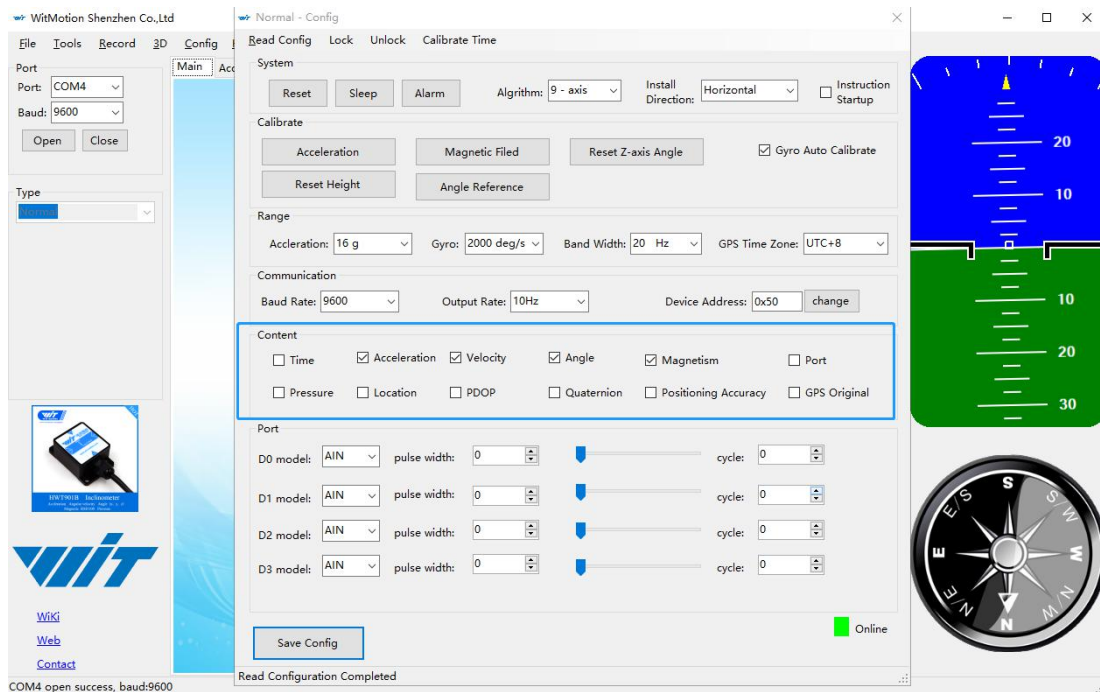 WitMotion Shenzhen Co.,Ltd
File Tools Record 3D Config
Port
Port: COM4
Baud: 9600
Open Close
Type
Normal
Main
WIT
HWT901B Inclinometer
WiT
WiKi
Web
Contact
COM4 open success, baud:9600
Normal - Config
Read Config Lock Unlock Calibrate Time
System
Reset Sleep Alarm Algrithm: 9 - axis Install Direction: Horizontal Instruction Startup
Calibrate
Acceleration Magnetic Filed Reset Z-axis Angle Gyro Auto Calibrate
Reset Height Angle Reference
Range
Accleration: 16 g Gyro: 2000 deg/s Band Width: 20 Hz GPS Time Zone: UTC+8
Communication
Baud Rate: 9600 Output Rate: 10Hz Device Address: 0x50 change
Content
Time Acceleration Velocity Angle Magnetism Port
Pressure Location PDOP Quaternion Positioning Accuracy GPS Original
Port
D0 model: AIN pulse width: 0 cycle: 0
D1 model: AIN pulse width: 0 cycle: 0
D2 model: AIN pulse width: 0 cycle: 0
D3 model: AIN pulse width: 0 cycle: 0
Save Config
Online
Read Configuration Completed
20
10
10
20
30
S
E/S S/W
E W
N/E N/W
N